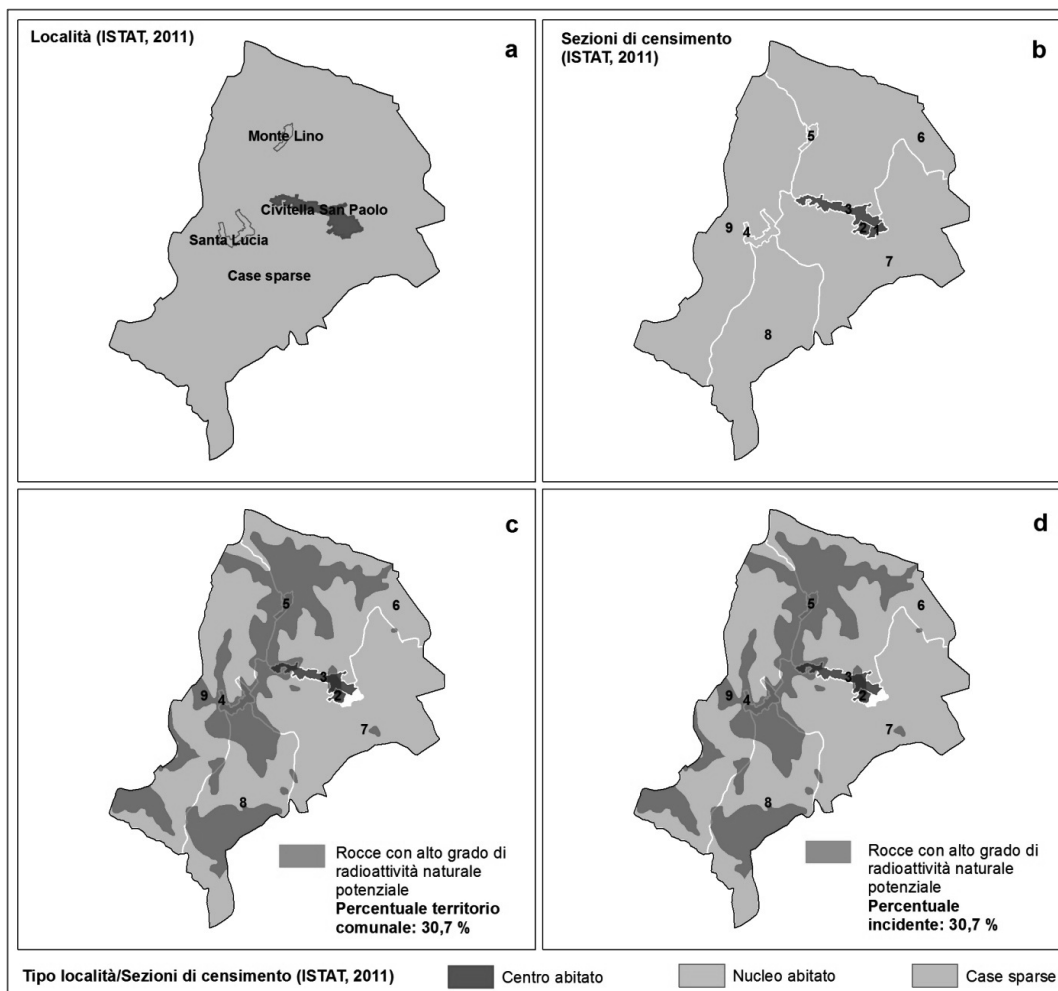 Località (ISTAT, 2011)
a
Monte Lino
Civitella San Paolo
Santa Lucia
Case sparse
Sezioni di censimento
(ISTAT, 2011)
b
5
6
3
9
4
2
1
7
8
c
5
6
3
9
4
2
7
8
Rocce con alto grado di
radioattività naturale
potenziale
Percentuale territorio
comunale: 30,7 %
d
5
6
3
9
4
2
7
8
Rocce con alto grado di
radioattività naturale
potenziale
Percentuale
incidente: 30,7 %
Tipo località/Sezioni di censimento (ISTAT, 2011)
Centro abitato
Nucleo abitato
Case sparse